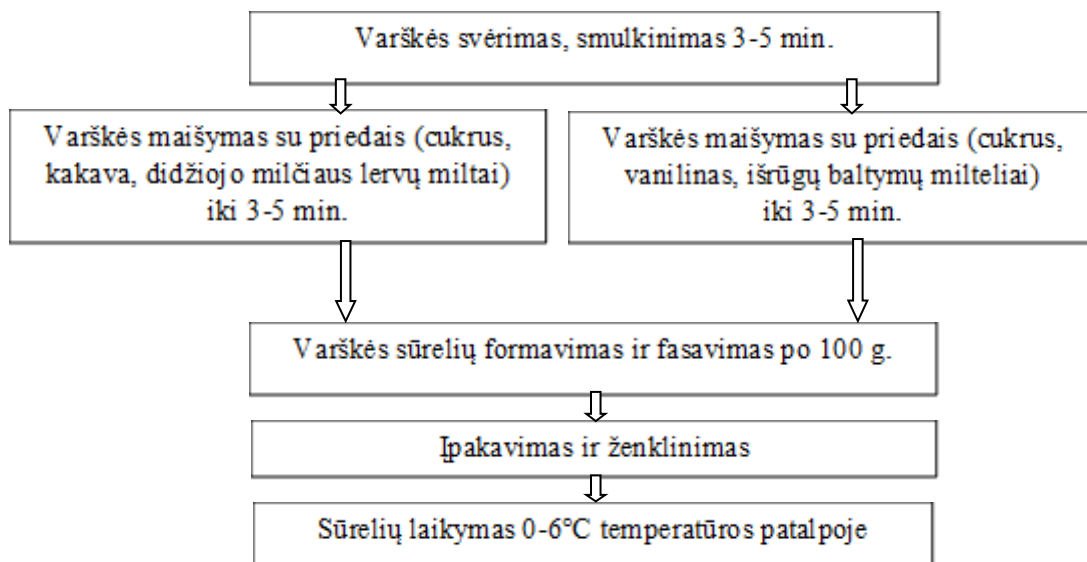 Varškės svėrimas, smulkinimas 3-5 min.
Varškės maišymas su priedais (cukrus,
kakava, didžiojo milčiaus lervų miltai)
iki 3-5 min.
Varškės maišymas su priedais (cukrus,
vanilinas, išrūgų baltymų milteliai)
iki 3-5 min.
Varškės sūrelių formavimas ir fasavimas po 100 g.
Įpakavimas ir ženklinimas
Sūrelių laikymas 0-6°C temperatūros patalpoje